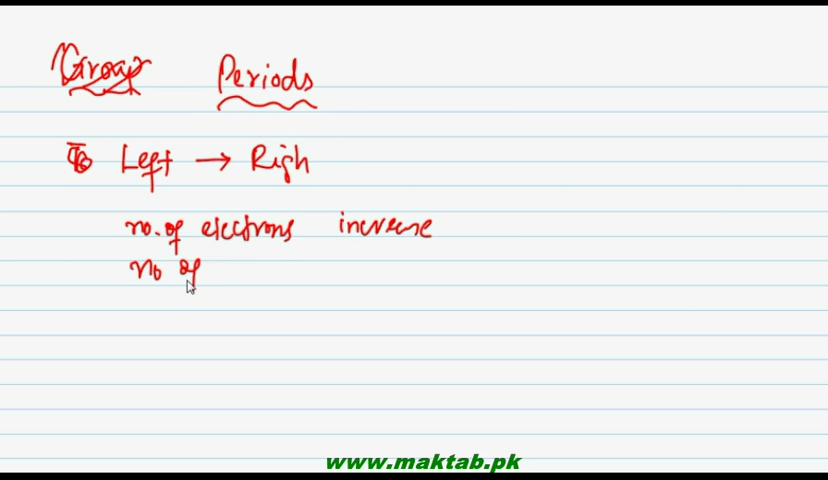 Group Periods
Left → Righ
no. of electrons increase
no of
www.maktab.pk